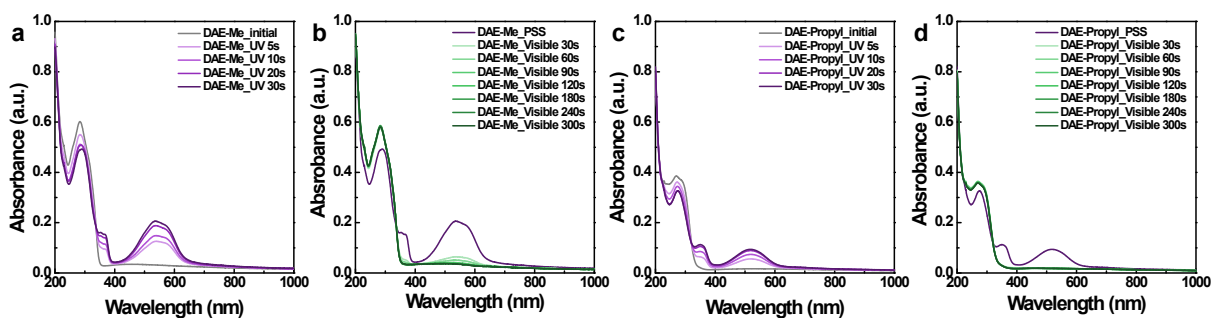 a
DAE-Me_initial
DAE-Me_UV 5s
DAE-Me_UV 10s
DAE-Me_UV 20s
DAE-Me_UV 30s
1.0
0.8
0.6
0.4
0.2
0.0
200 400 600 800 1000
Absorbance (a.u.)
Wavelength (nm)
b
DAE-Me_PSS
DAE-Me_Visible 30s
DAE-Me_Visible 60s
DAE-Me_Visible 90s
DAE-Me_Visible 120s
DAE-Me_Visible 180s
DAE-Me_Visible 240s
DAE-Me_Visible 300s
1.0
0.8
0.6
0.4
0.2
0.0
200 400 600 800 1000
Absrobance (a.u.)
Wavelength (nm)
c
DAE-Propyl_initial
DAE-Propyl_UV 5s
DAE-Propyl_UV 10s
DAE-Propyl_UV 20s
DAE-Propyl_UV 30s
1.0
0.8
0.6
0.4
0.2
0.0
200 400 600 800 1000
Absrobance (a.u.)
Wavelength (nm)
d
DAE-Propyl_PSS
DAE-Propyl_Visible 30s
DAE-Propyl_Visible 60s
DAE-Propyl_Visible 90s
DAE-Propyl_Visible 120s
DAE-Propyl_Visible 180s
DAE-Propyl_Visible 240s
DAE-Propyl_Visible 300s
1.0
0.8
0.6
0.4
0.2
0.0
200 400 600 800 1000
Absrobance (a.u.)
Wavelength (nm)